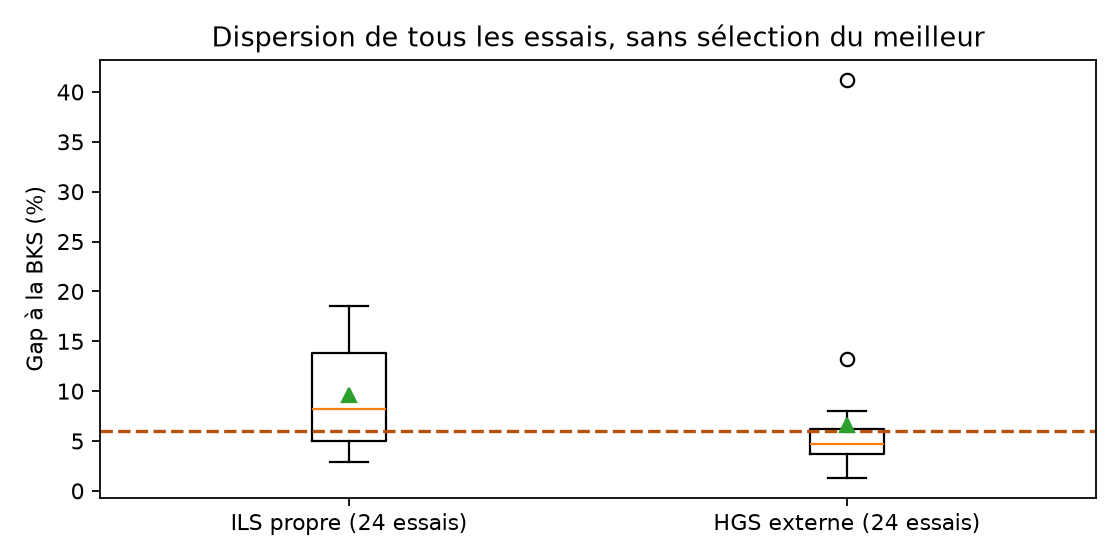 Dispersion de tous les essais, sans sélection du meilleur
Gap à la BKS (%)
40
35
30
25
20
15
10
5
0
ILS propre (24 essais)
HGS externe (24 essais)